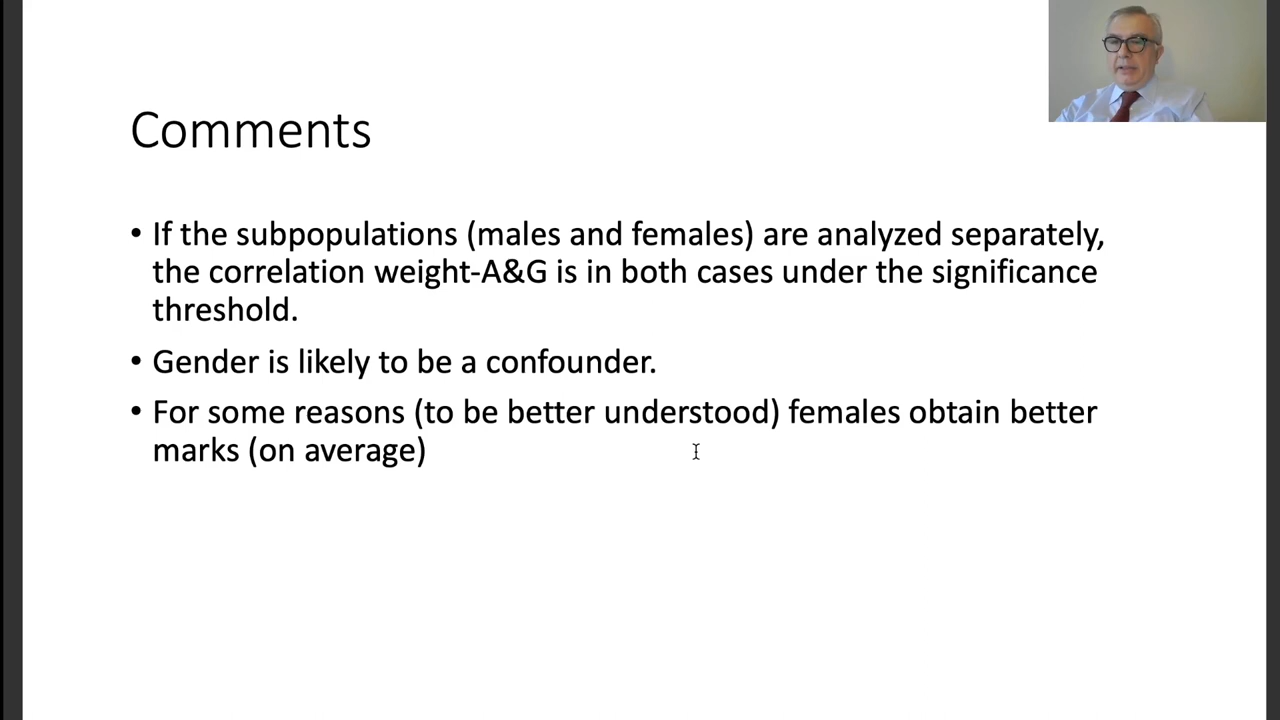 Comments
• If the subpopulations (males and females) are analyzed separately,
the correlation weight-A&G is in both cases under the significance
threshold.
• Gender is likely to be a confounder.
• For some reasons (to be better understood) females obtain better
marks (on average)